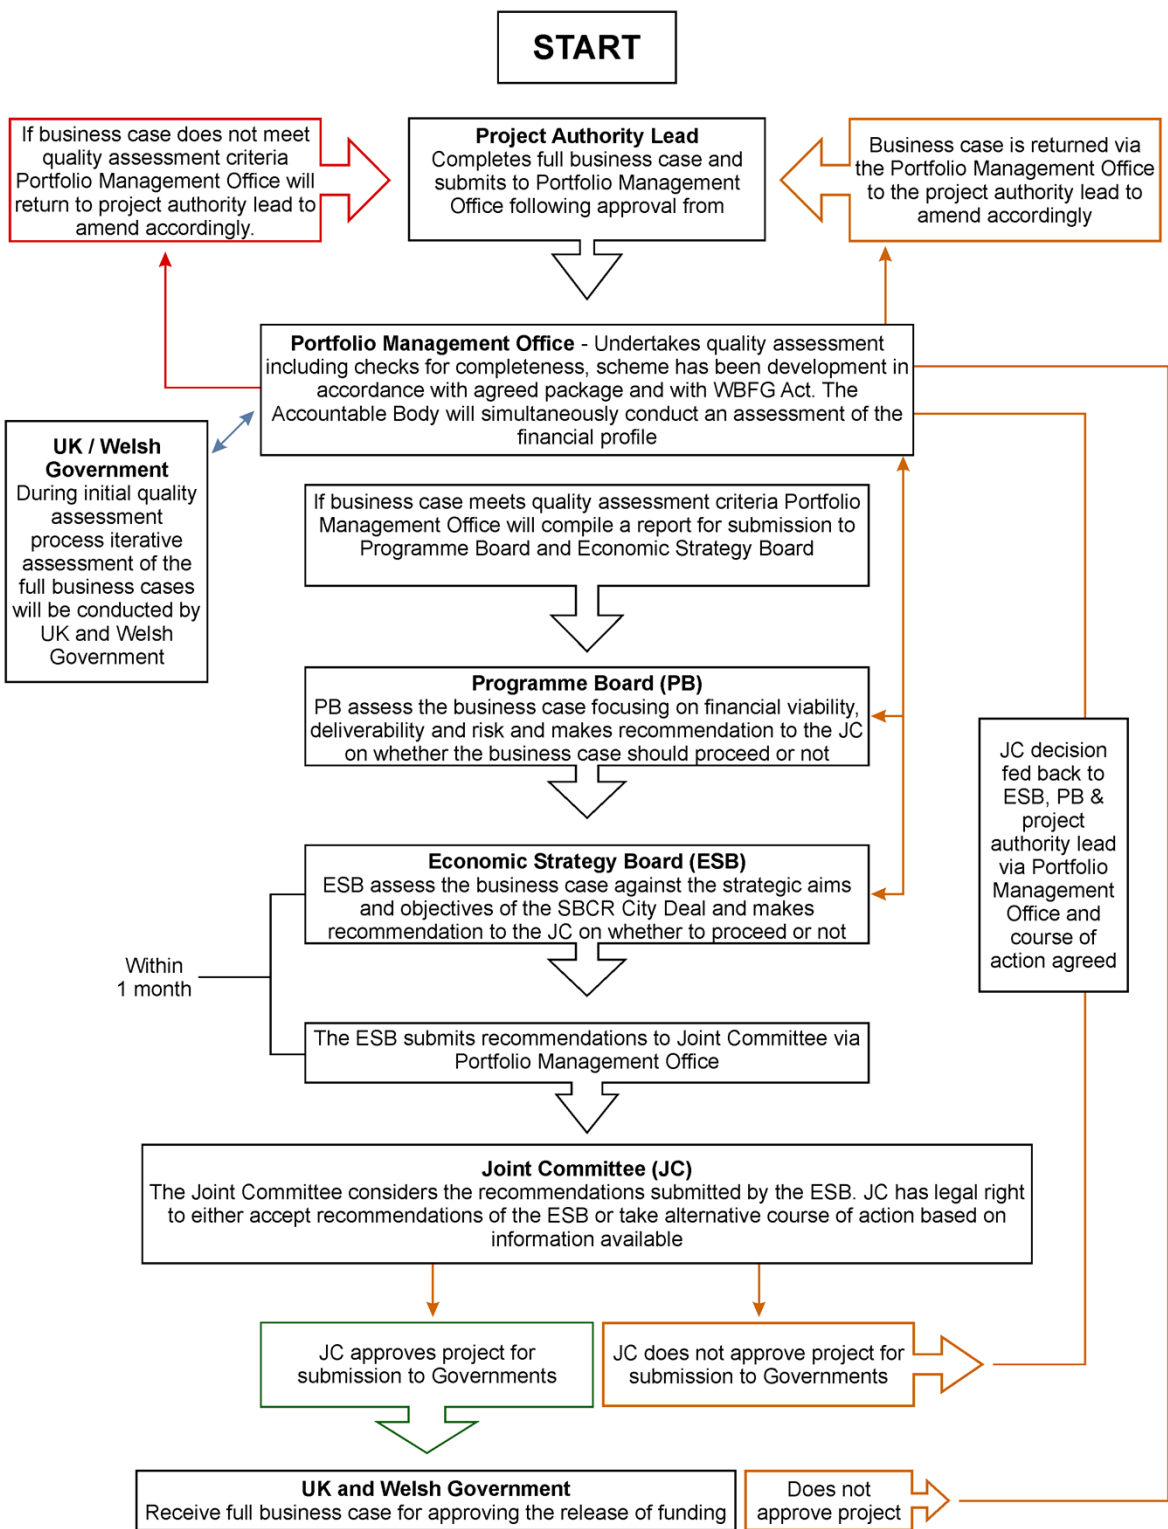 START
If business case does not meet
quality assessment criteria
Portfolio Management Office will
return to project authority lead to
amend accordingly.
Project Authority Lead
Completes full business case and
submits to Portfolio Management
Office following approval from
Business case is returned via
the Portfolio Management Office
to the project authority lead to
amend accordingly
Portfolio Management Office - Undertakes quality assessment
including checks for completeness, scheme has been development in
accordance with agreed package and with WBFG Act. The
Accountable Body will simultaneously conduct an assessment of the
financial profile
UK / Welsh
Government
During initial quality
assessment
process iterative
assessment of the
full business cases
will be conducted by
UK and Welsh
Government
If business case meets quality assessment criteria Portfolio
Management Office will compile a report for submission to
Programme Board and Economic Strategy Board
Programme Board (PB)
PB assess the business case focusing on financial viability,
deliverability and risk and makes recommendation to the JC
on whether the business case should proceed or not
JC decision
fed back to
ESB, PB &
project
authority lead
via Portfolio
Management
Office and
course of
action agreed
Economic Strategy Board (ESB)
ESB assess the business case against the strategic aims
and objectives of the SBCR City Deal and makes
recommendation to the JC on whether to proceed or not
Within
1 month
The ESB submits recommendations to Joint Committee via
Portfolio Management Office
Joint Committee (JC)
The Joint Committee considers the recommendations submitted by the ESB. JC has legal right
to either accept recommendations of the ESB or take alternative course of action based on
information available
JC approves project for
submission to Governments
JC does not approve project for
submission to Governments
UK and Welsh Government
Receive full business case for approving the release of funding
Does not
approve project